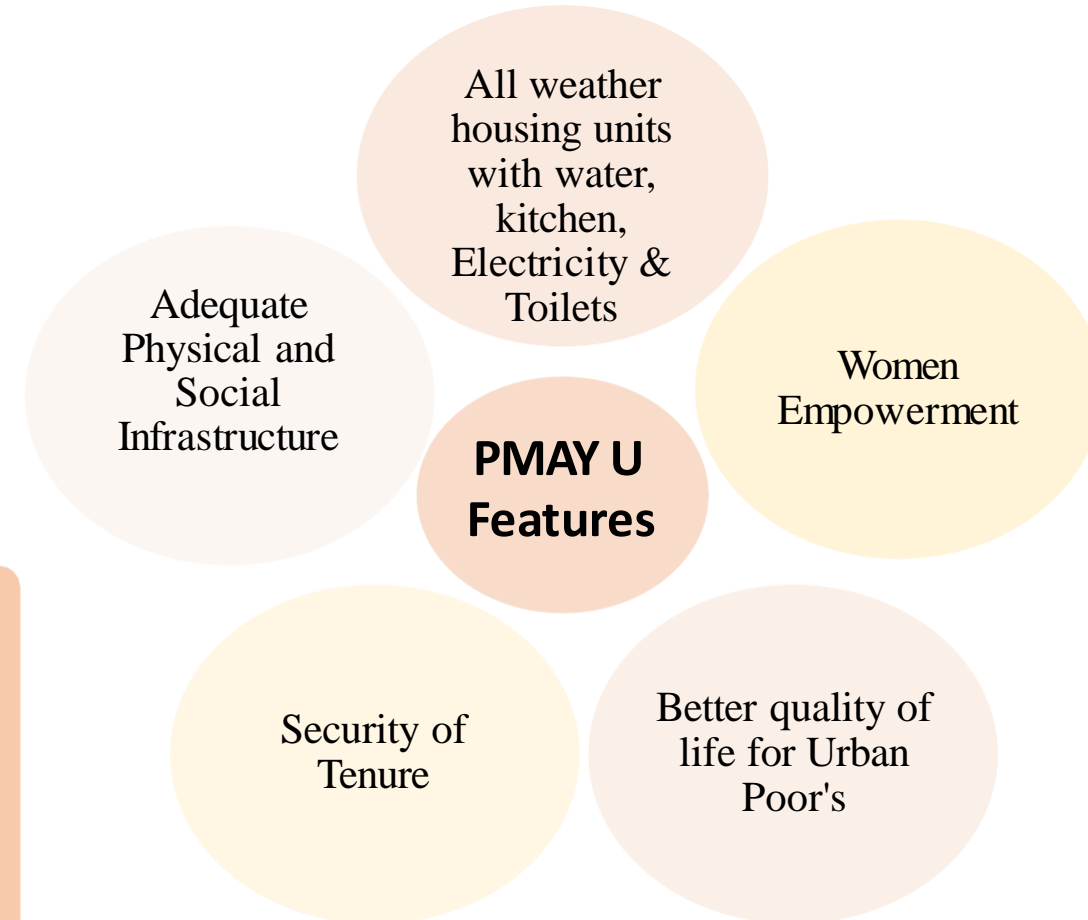 All weather
housing units
with water,
kitchen,
Electricity &
Toilets
Adequate
Physical and
Social
Infrastructure
Women
Empowerment
PMAY U
Features
Security of
Tenure
Better quality of
life for Urban
Poor's